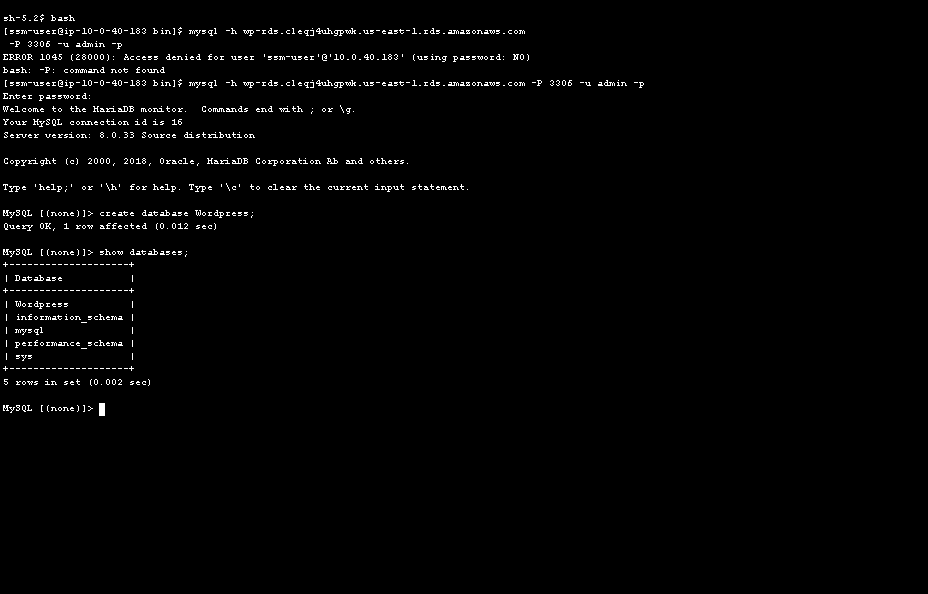 sh-5.2$ bash
[ssm-user@ip-10-0-40-183 bin]$ mysql -h wp-rds.cleqj4uhgpwk.us-east-1.rds.amazonaws.com
 -P 3306 -u admin -p
ERROR 1045 (28000): Access denied for user 'ssm-user'@'10.0.40.183' (using password: NO)
bash: -P: command not found
[ssm-user@ip-10-0-40-183 bin]$ mysql -h wp-rds.cleqj4uhgpwk.us-east-1.rds.amazonaws.com -P 3306 -u admin -p
Enter password:
Welcome to the MariaDB monitor.  Commands end with ; or \g.
Your MySQL connection id is 16
Server version: 8.0.33 Source distribution

Copyright (c) 2000, 2018, Oracle, MariaDB Corporation Ab and others.

Type 'help;' or '\h' for help. Type '\c' to clear the current input statement.

MySQL [(none)]> create database Wordpress;
Query OK, 1 row affected (0.012 sec)

MySQL [(none)]> show databases;
+--------------------+
| Database           |
+--------------------+
| Wordpress          |
| information_schema |
| mysql              |
| performance_schema |
| sys                |
+--------------------+
5 rows in set (0.002 sec)

MySQL [(none)]>